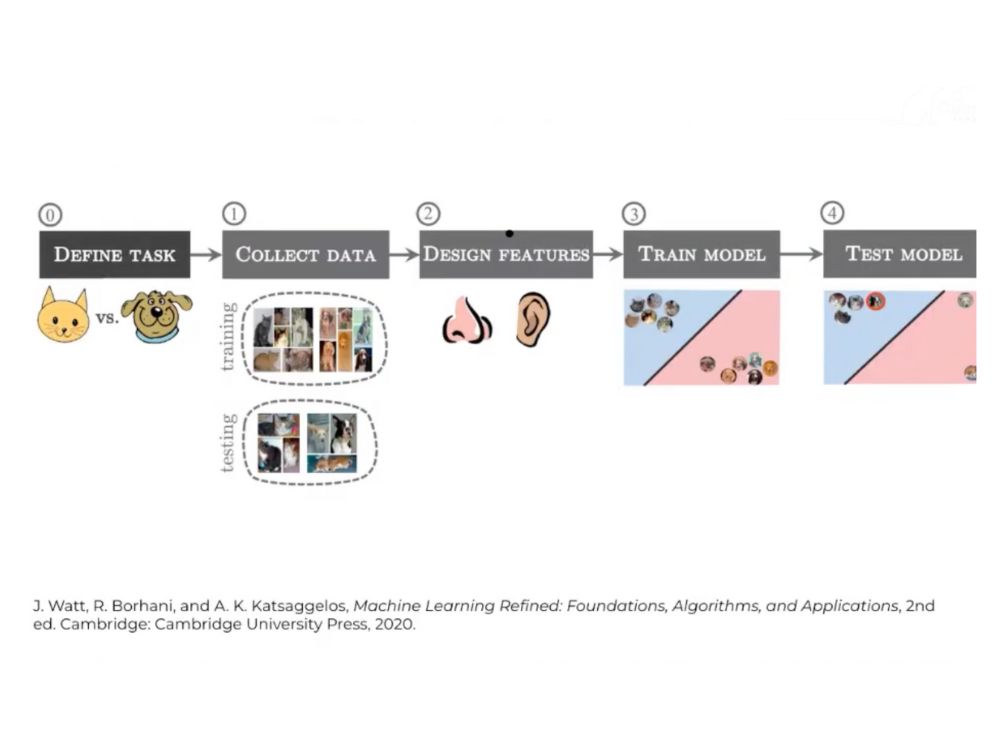 0
1
2
3
4
DEFINE TASK
COLLECT DATA
DESIGN FEATURES
TRAIN MODEL
TEST MODEL
vs.
training
testing
J. Watt, R. Borhani, and A. K. Katsaggelos, Machine Learning Refined: Foundations, Algorithms, and Applications, 2nd
ed. Cambridge: Cambridge University Press, 2020.